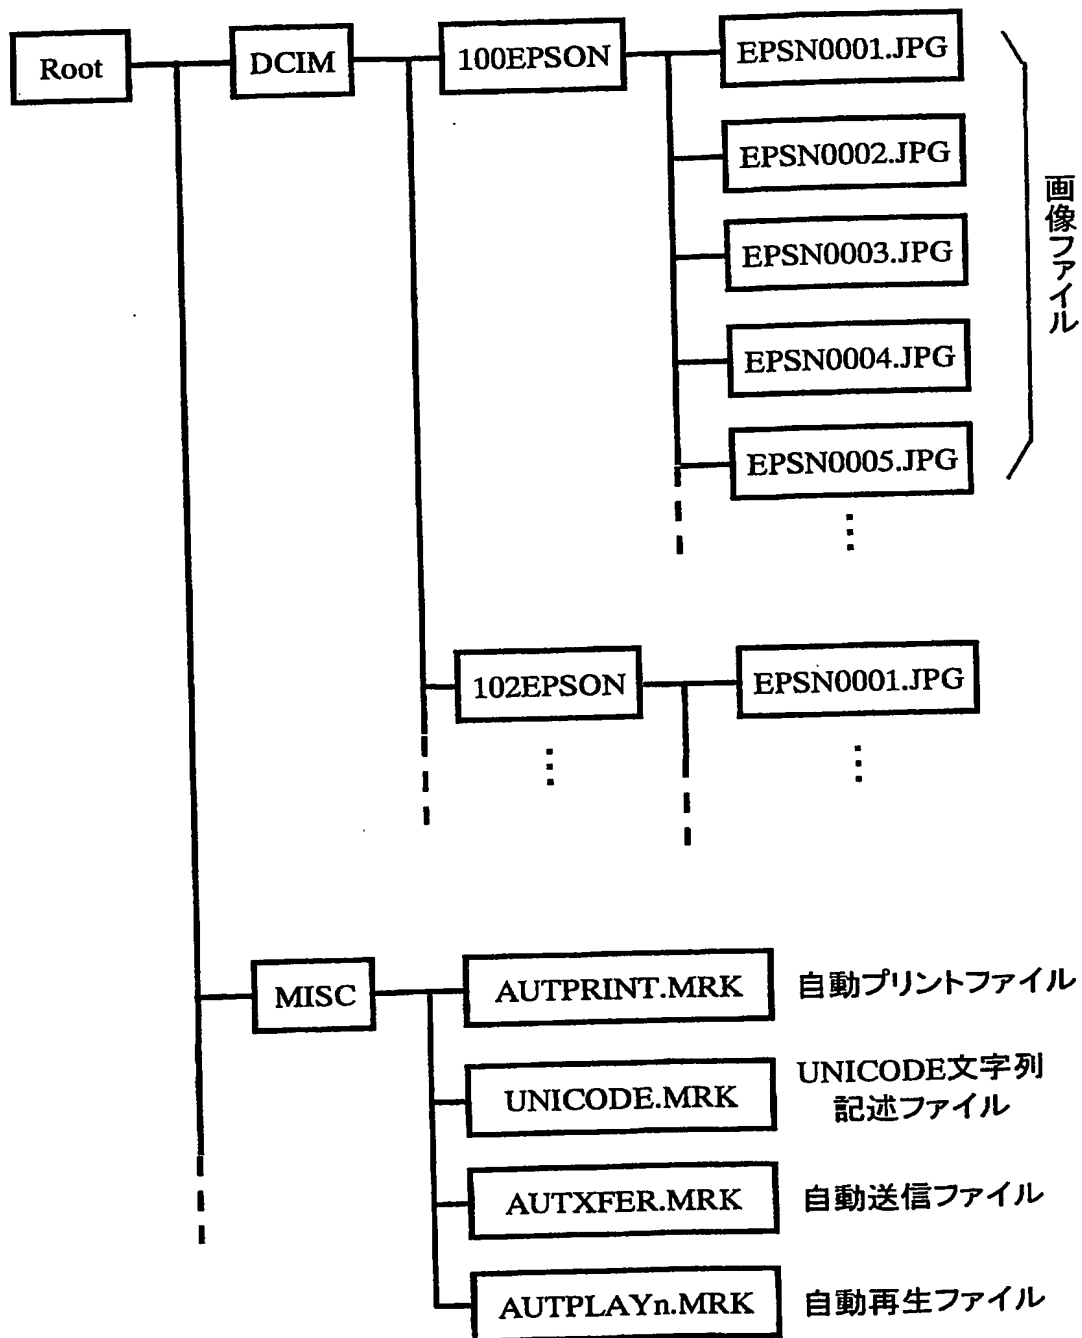 Root
DCIM
100EPSON
EPSN0001.JPG
EPSN0002.JPG
EPSN0003.JPG
EPSN0004.JPG
EPSN0005.JPG
画像ファイル
102EPSON
EPSN0001.JPG
MISC
AUTPRINT.MRK
自動プリントファイル
UNICODE.MRK
UNICODE文字列
記述ファイル
AUTXFER.MRK
自動送信ファイル
AUTPLAYn.MRK
自動再生ファイル